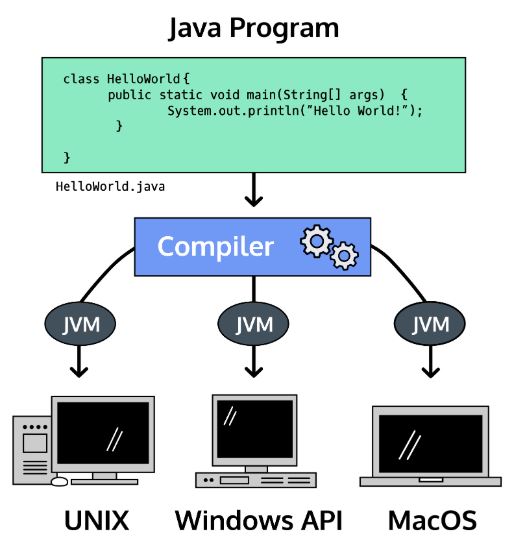 Java Program
class HelloWorld{
public static void main(String[] args) {
System.out.println("Hello World!");
}
}
HelloWorld.java
Compiler
JVM JVM JVM
UNIX Windows API MacOS